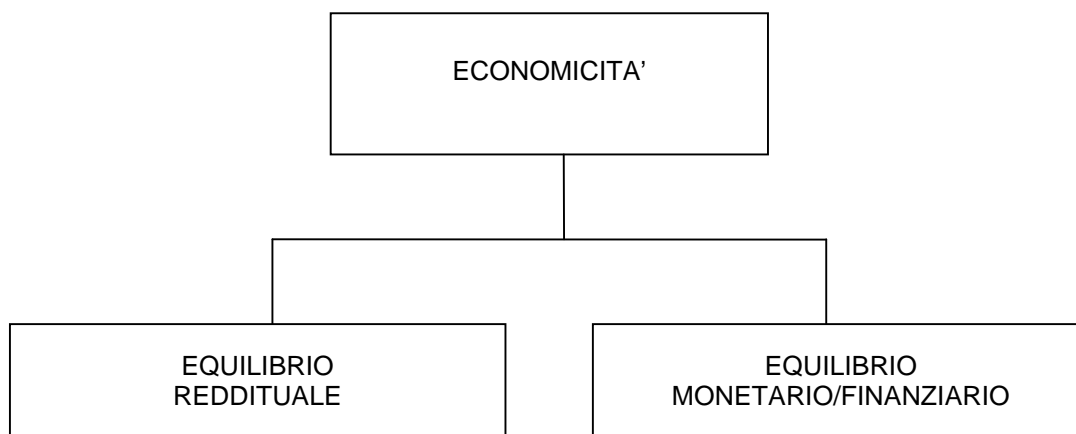 ECONOMICITA’
EQUILIBRIO
REDDITUALE
EQUILIBRIO
MONETARIO/FINANZIARIO